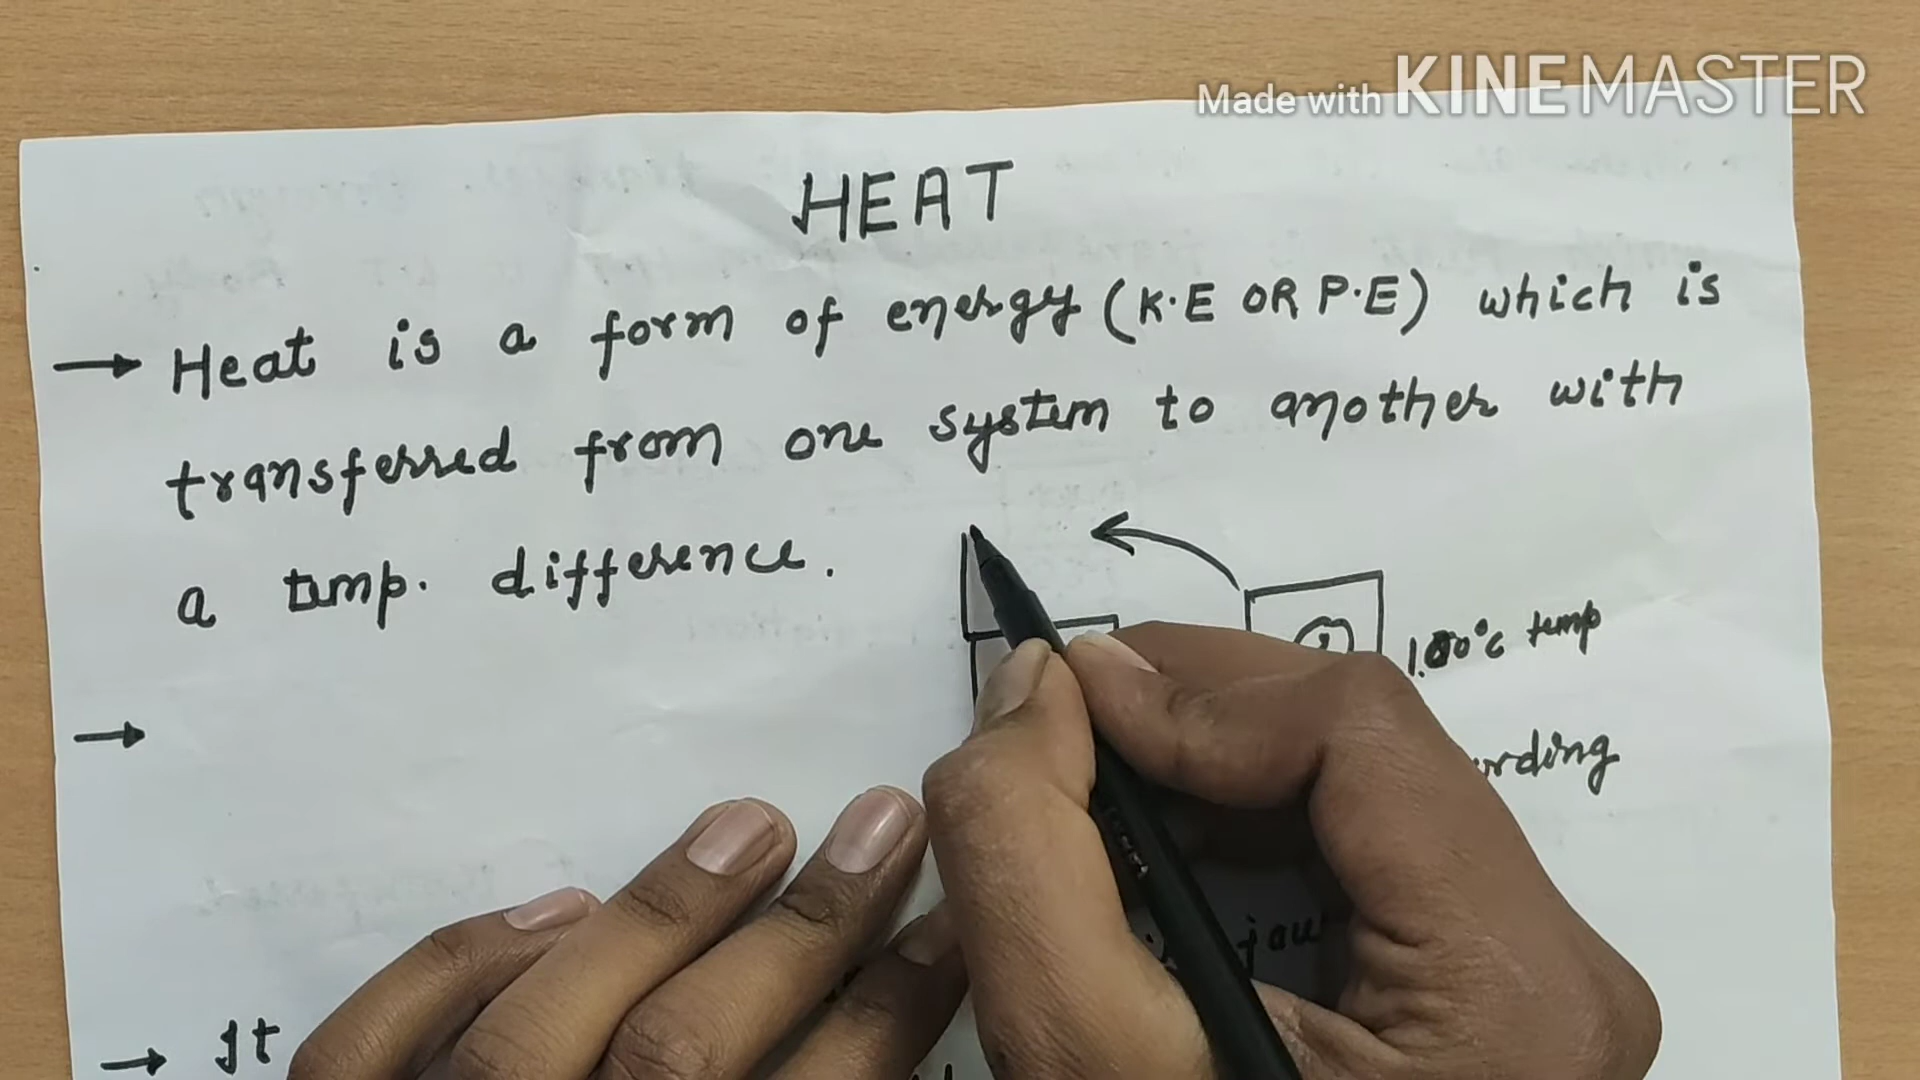 Made with KINEMASTER
HEAT
→ Heat is a form of energy (K.E OR P.E) which is
transferred from one system to another with
a temp. difference.
100°C temp
→
→ It